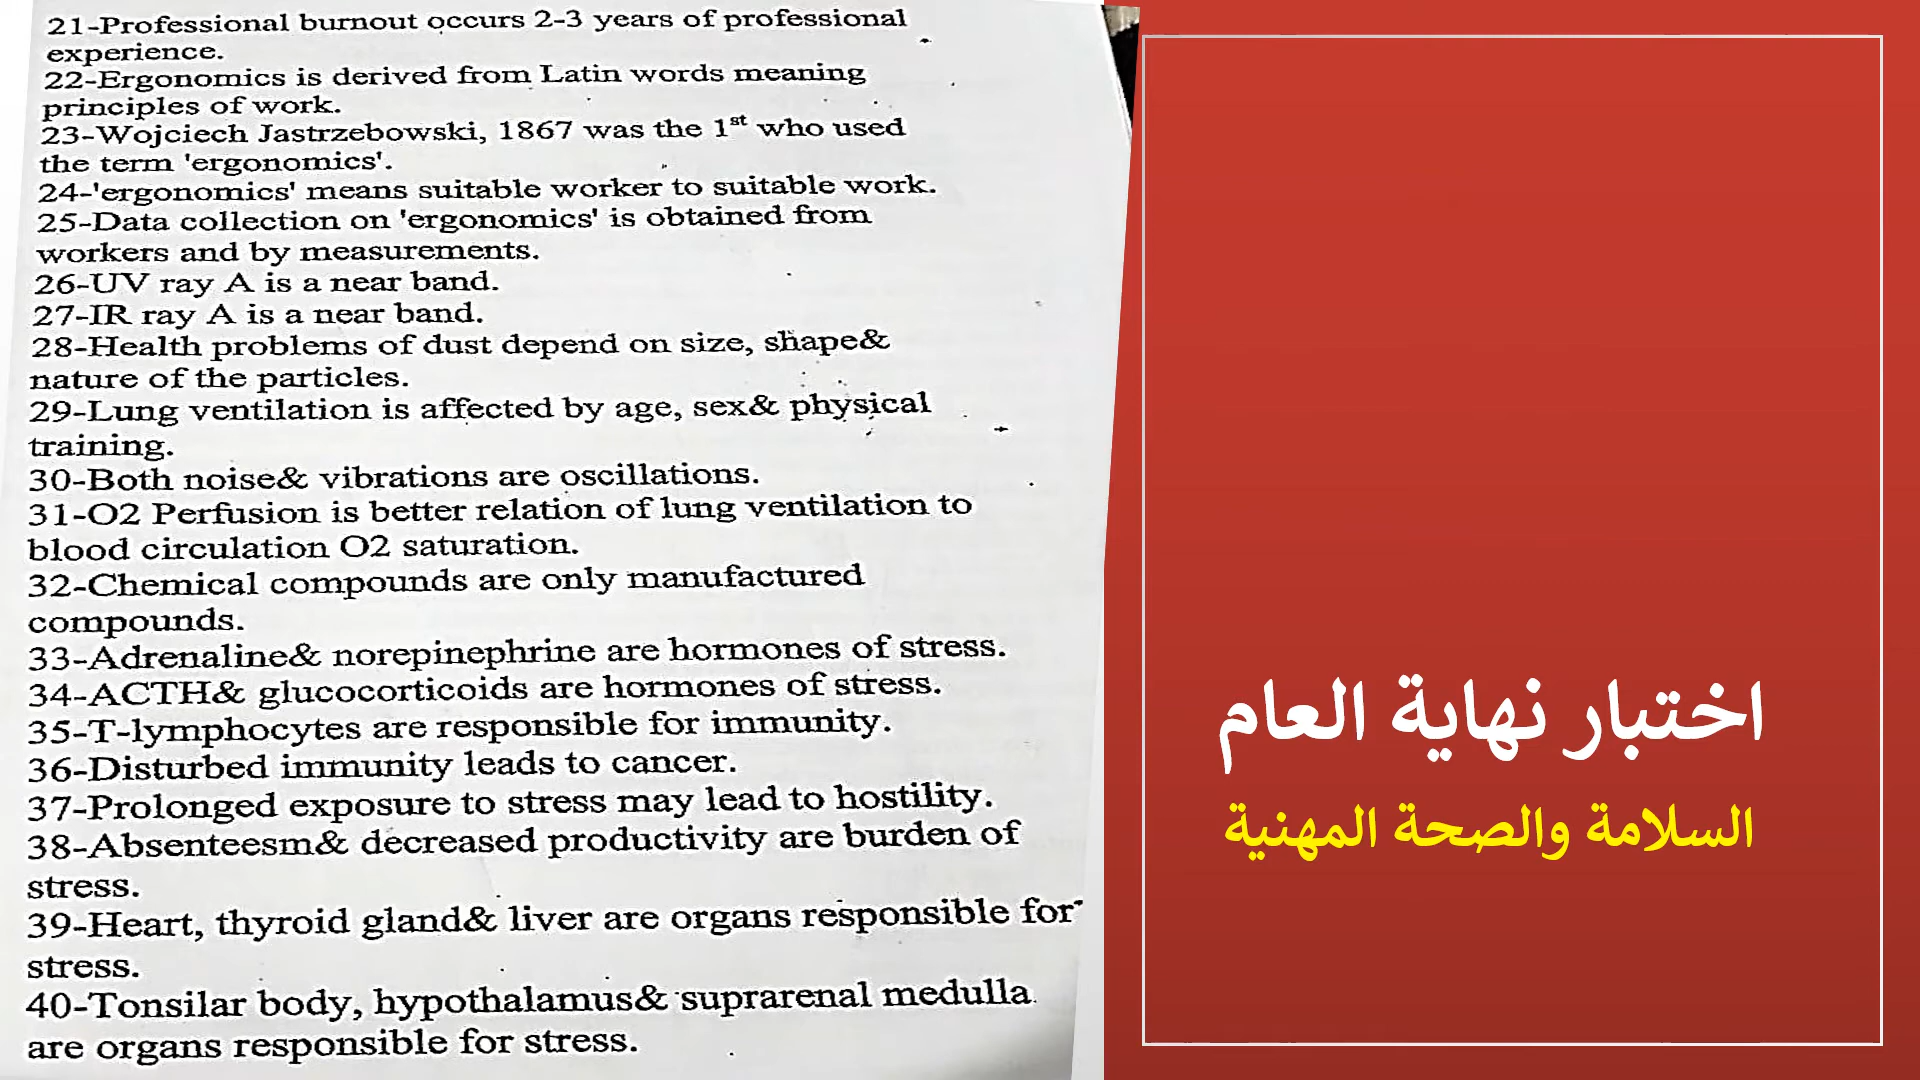 21-Professional burnout occurs 2-3 years of professional
experience.
22-Ergonomics is derived from Latin words meaning
principles of work.
23-Wojciech Jastrzebowski, 1867 was the 1st who used
the term 'ergonomics'.
24-'ergonomics' means suitable worker to suitable work.
25-Data collection on 'ergonomics' is obtained from
workers and by measurements.
26-UV ray A is a near band.
27-IR ray A is a near band.
28-Health problems of dust depend on size, shape&
nature of the particles.
29-Lung ventilation is affected by age, sex& physical
training.
30-Both noise& vibrations are oscillations.
31-O2 Perfusion is better relation of lung ventilation to
blood circulation O2 saturation.
32-Chemical compounds are only manufactured
compounds.
33-Adrenaline& norepinephrine are hormones of stress.
34-ACTH& glucocorticoids are hormones of stress.
35-T-lymphocytes are responsible for immunity.
36-Disturbed immunity leads to cancer.
37-Prolonged exposure to stress may lead to hostility.
38-Absenteesm& decreased productivity are burden of
stress.
39-Heart, thyroid gland& liver are organs responsible for
stress.
40-Tonsilar body, hypothalamus& suprarenal medulla
are organs responsible for stress.
اختبار نهاية العام
السلامة والصحة المهنية